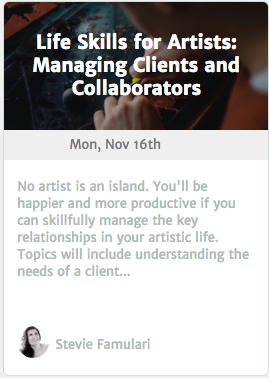 Life Skills for Artists:
Managing Clients and
Collaborators
Mon, Nov 16th
No artist is an island. You'll be
happier and more productive if you
can skillfully manage the key
relationships in your artistic life.
Topics will include understanding the
needs of a client...
Stevie Famulari